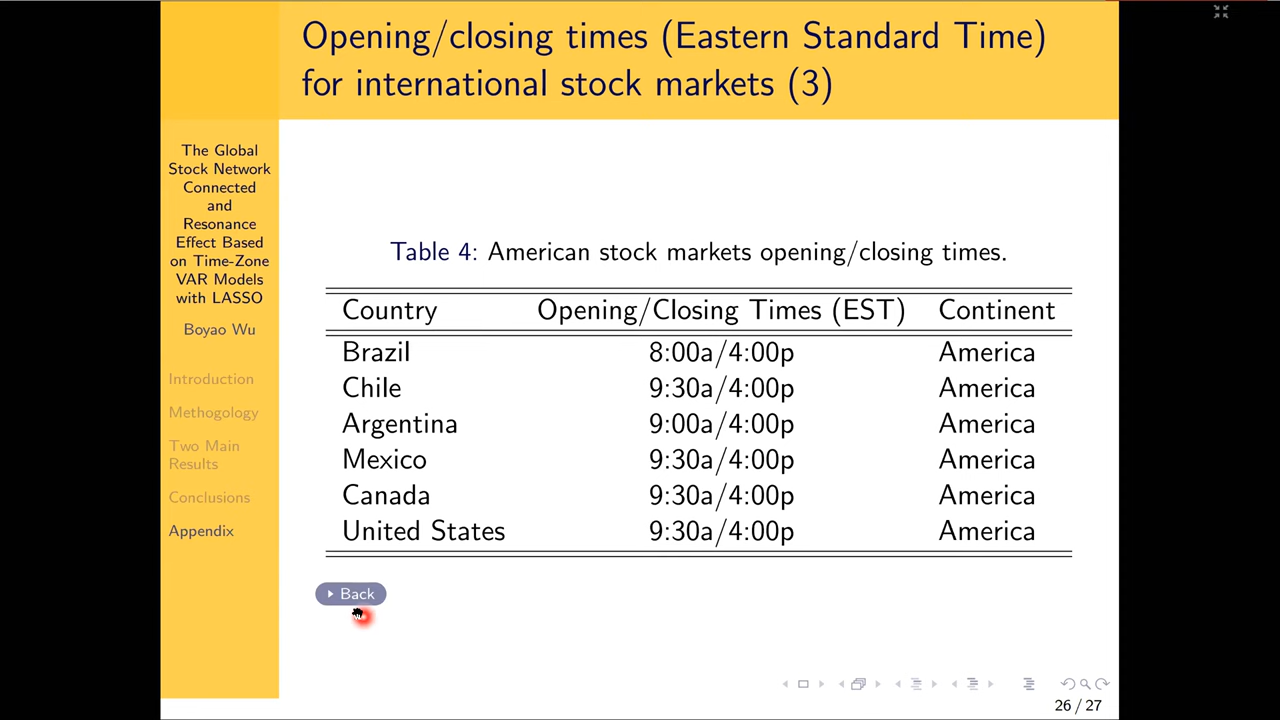 Opening/closing times (Eastern Standard Time)
for international stock markets (3)
The Global
Stock Network
Connected
and
Resonance
Effect Based
on Time-Zone
VAR Models
with LASSO
Boyao Wu
Introduction
Methogology
Two Main
Results
Conclusions
Appendix
Table 4: American stock markets opening/closing times.
Country Opening/Closing Times (EST) Continent
Brazil 8:00a/4:00p America
Chile 9:30a/4:00p America
Argentina 9:00a/4:00p America
Mexico 9:30a/4:00p America
Canada 9:30a/4:00p America
United States 9:30a/4:00p America
Back
26 / 27